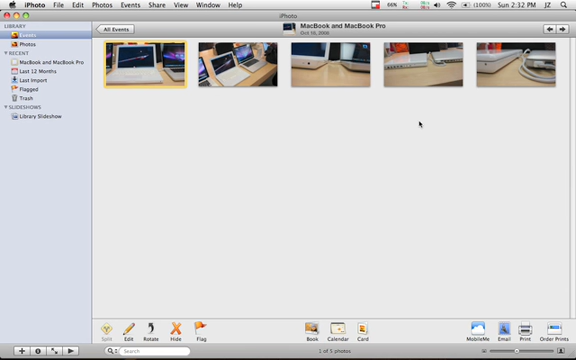 iPhoto File Edit Photos Events Share View Window Help 66% (100%) Sun 2:32 PM JZ
iPhoto
LIBRARY
Events
Photos
RECENT
MacBook and MacBook Pro
Last 12 Months
Last Import
Flagged
Trash
SLIDESHOWS
Library Slideshow
All Events
MacBook and MacBook Pro
Oct 10, 2008
Split Edit Rotate Hide Flag Book Calendar Card MobileMe Email Print Order Prints
Search
1 of 5 photos